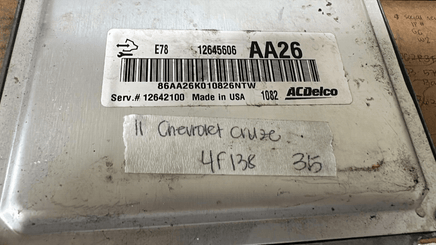 E78 12645606 AA26
86AA26K010826NTW
Serv.# 12642100 Made in USA 1082 ACDelco
11 Chevrolet Cruze
4F138 35